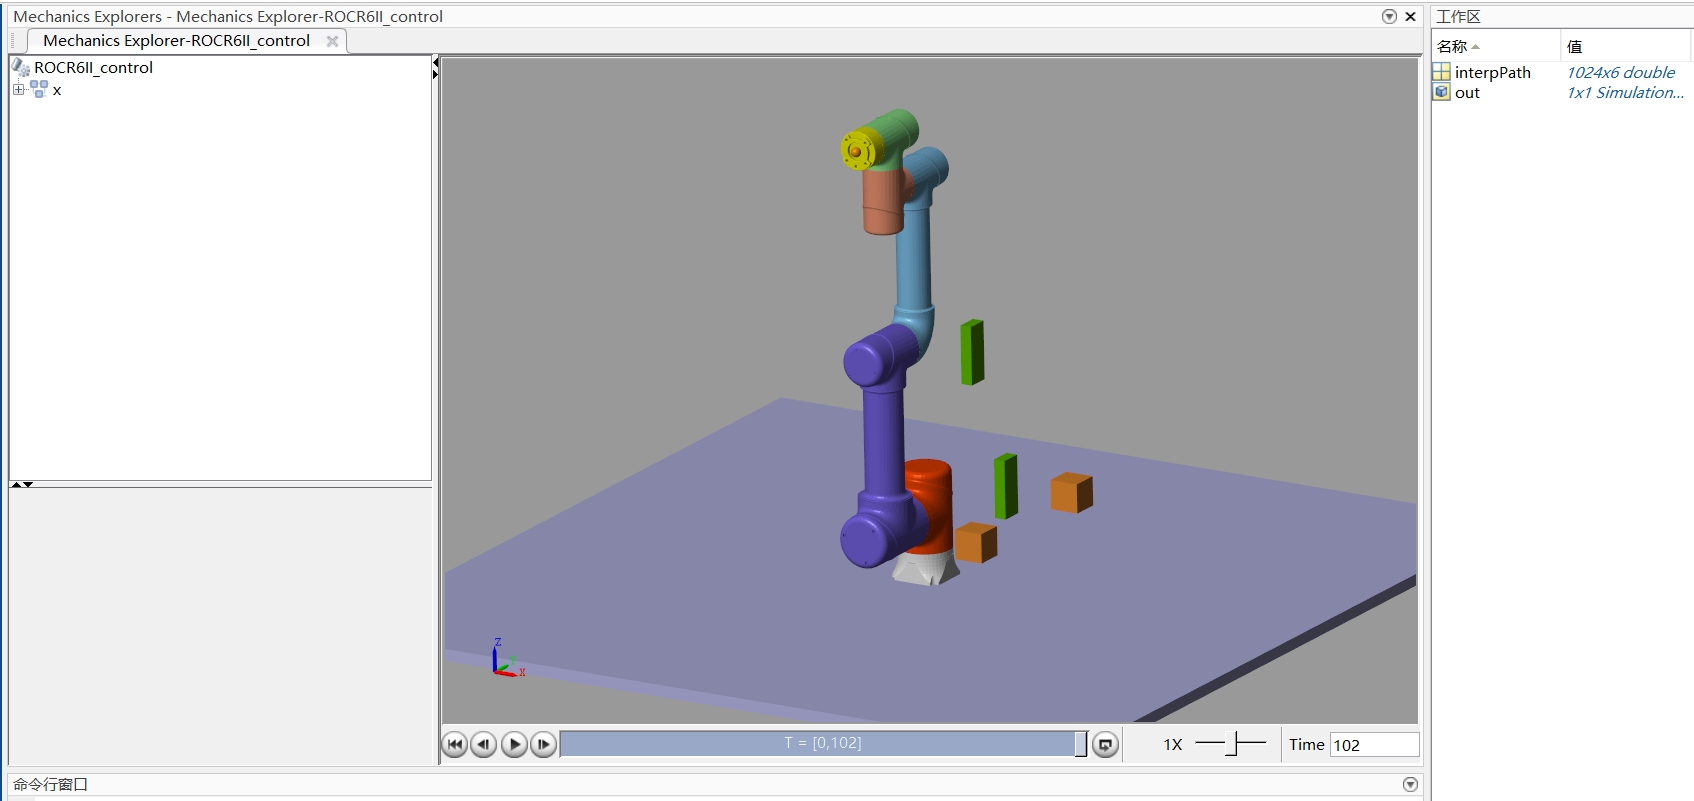 Mechanics Explorers - Mechanics Explorer-ROCR6II_control
Mechanics Explorer-ROCR6II_control
ROCR6II_control
x
Z
Y
X
T = [0,102]
1X
Time 102
命令行窗口
工作区
名称 值
interpPath 1024x6 double
out 1x1 Simulation...